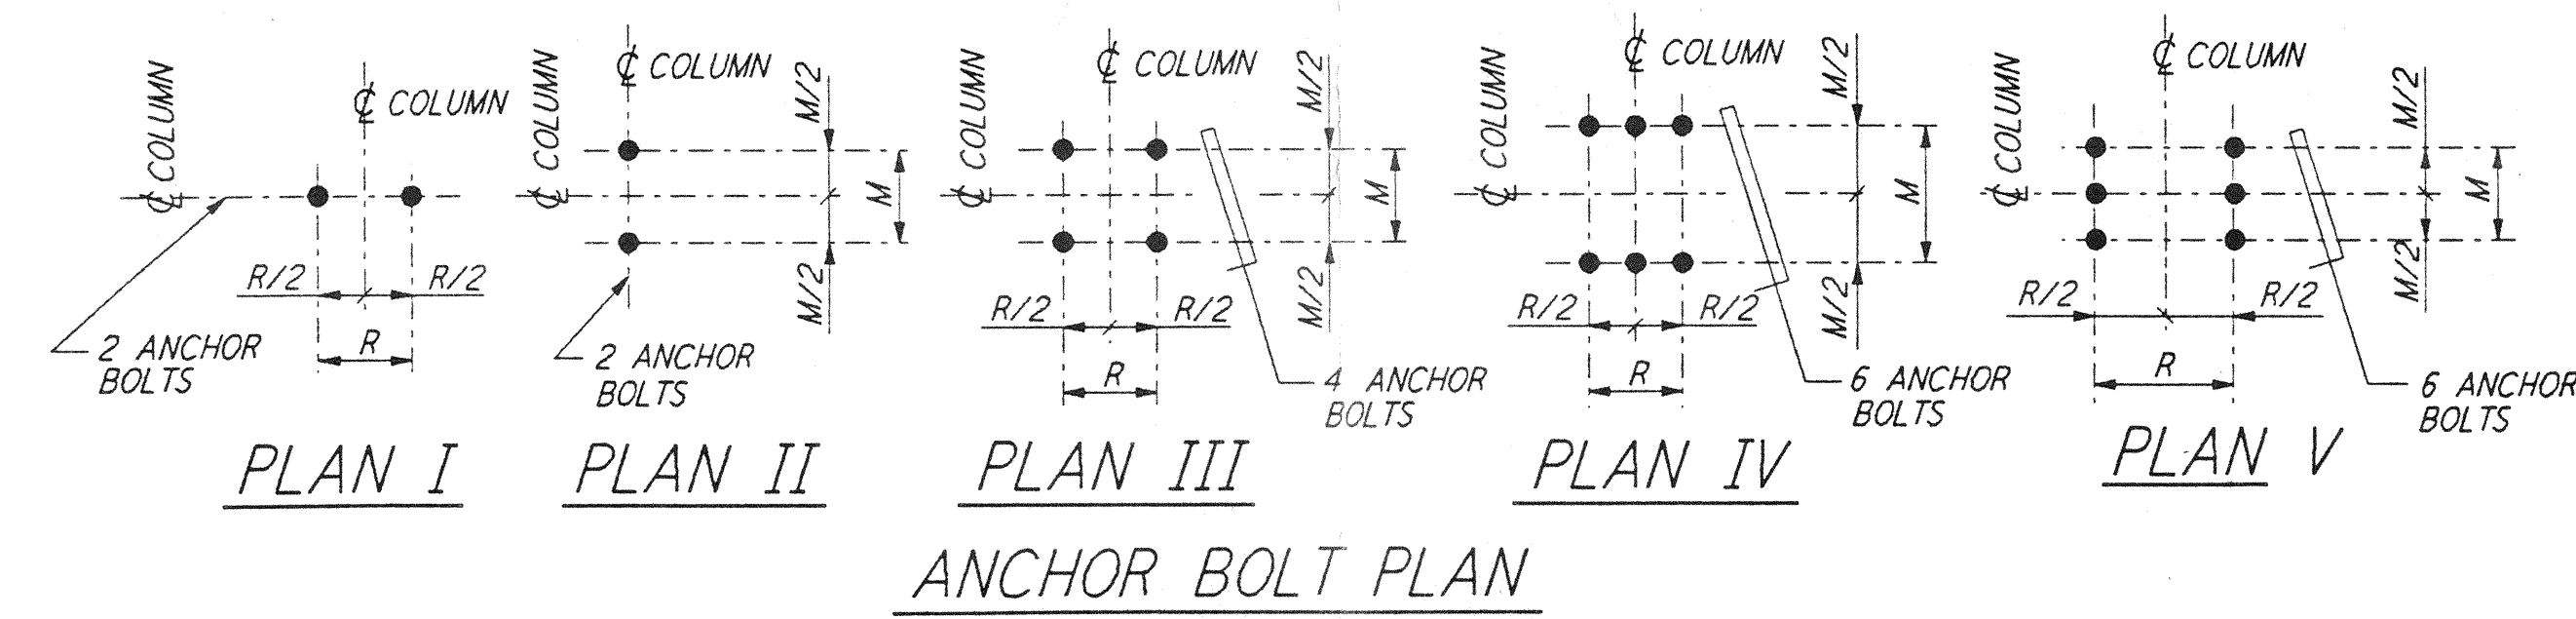 ℄ COLUMN
℄ COLUMN
R/2
R/2
R
2 ANCHOR
BOLTS
PLAN I
℄ COLUMN
℄ COLUMN
M/2
M
M/2
2 ANCHOR
BOLTS
PLAN II
℄ COLUMN
℄ COLUMN
M/2
M
M/2
R/2
R/2
R
4 ANCHOR
BOLTS
PLAN III
℄ COLUMN
℄ COLUMN
M/2
M
M/2
R/2
R/2
R
6 ANCHOR
BOLTS
PLAN IV
℄ COLUMN
℄ COLUMN
M/2
M
M/2
R/2
R/2
R
6 ANCHOR
BOLTS
PLAN V
ANCHOR BOLT PLAN